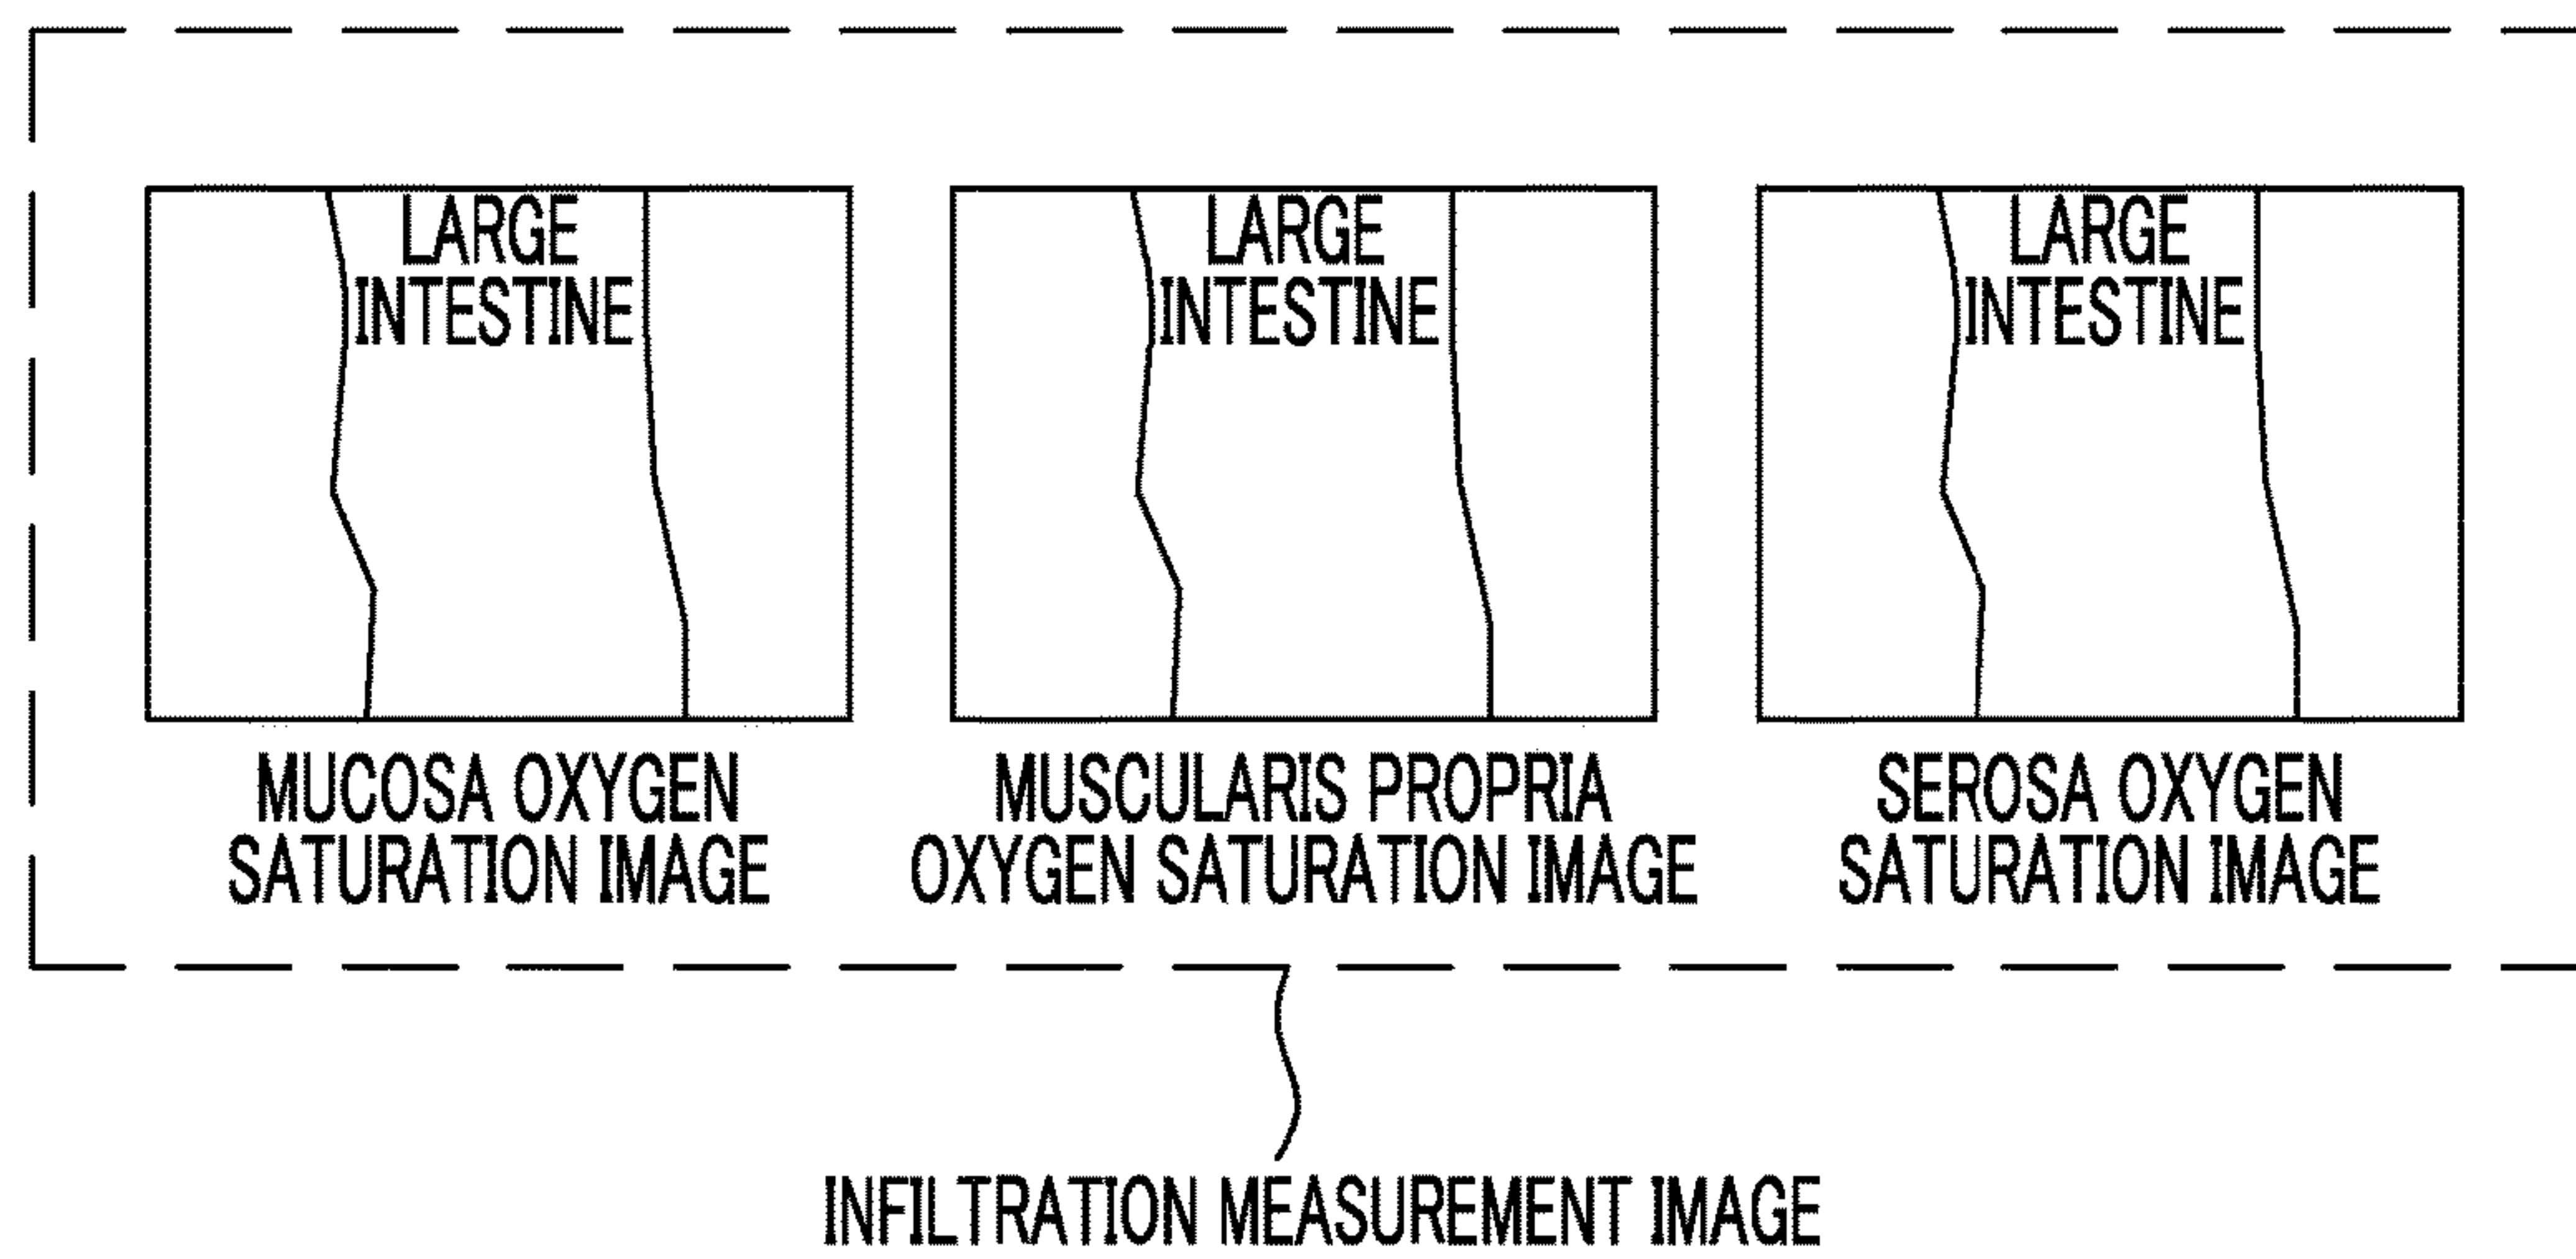 LARGE
INTESTINE
MUCOSA OXYGEN
SATURATION IMAGE
LARGE
INTESTINE
MUSCULARIS PROPRIA
OXYGEN SATURATION IMAGE
LARGE
INTESTINE
SEROSA OXYGEN
SATURATION IMAGE
INFILTRATION MEASUREMENT IMAGE